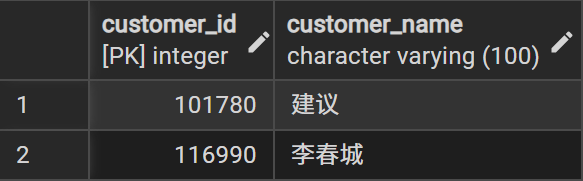 customer_id customer_name
[PK] integer character varying (100)
1 101780 建议
2 116990 李春城